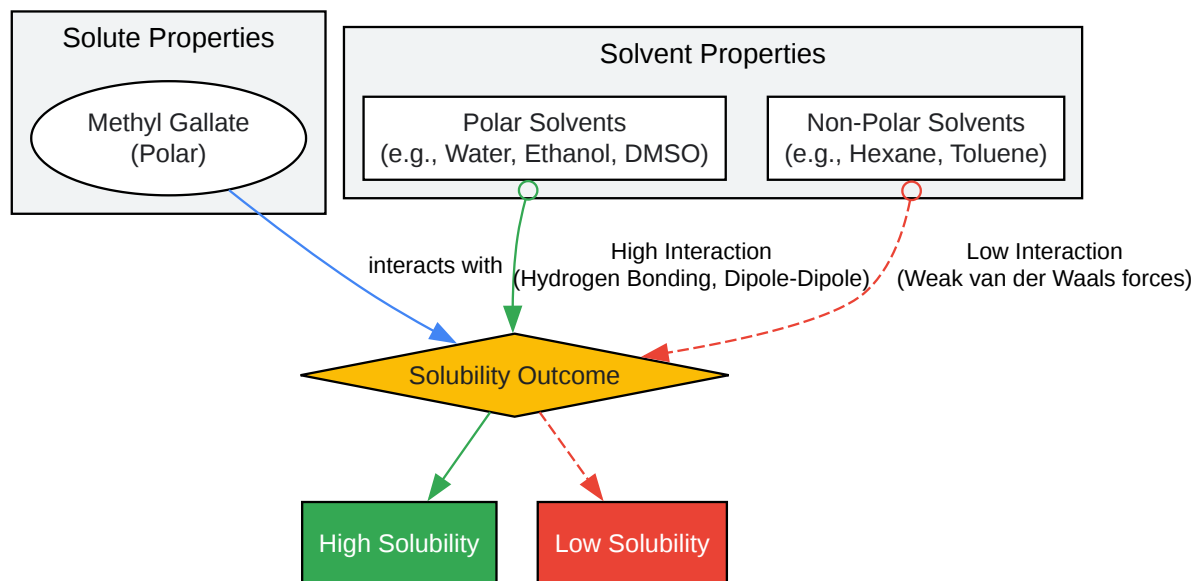 Solute Properties
Solvent Properties
Methyl Gallate
(Polar)
Polar Solvents
(e.g., Water, Ethanol, DMSO)
Non-Polar Solvents
(e.g., Hexane, Toluene)
interacts with
High Interaction
(Hydrogen Bonding, Dipole-Dipole)
Low Interaction
(Weak van der Waals forces)
Solubility Outcome
High Solubility
Low Solubility